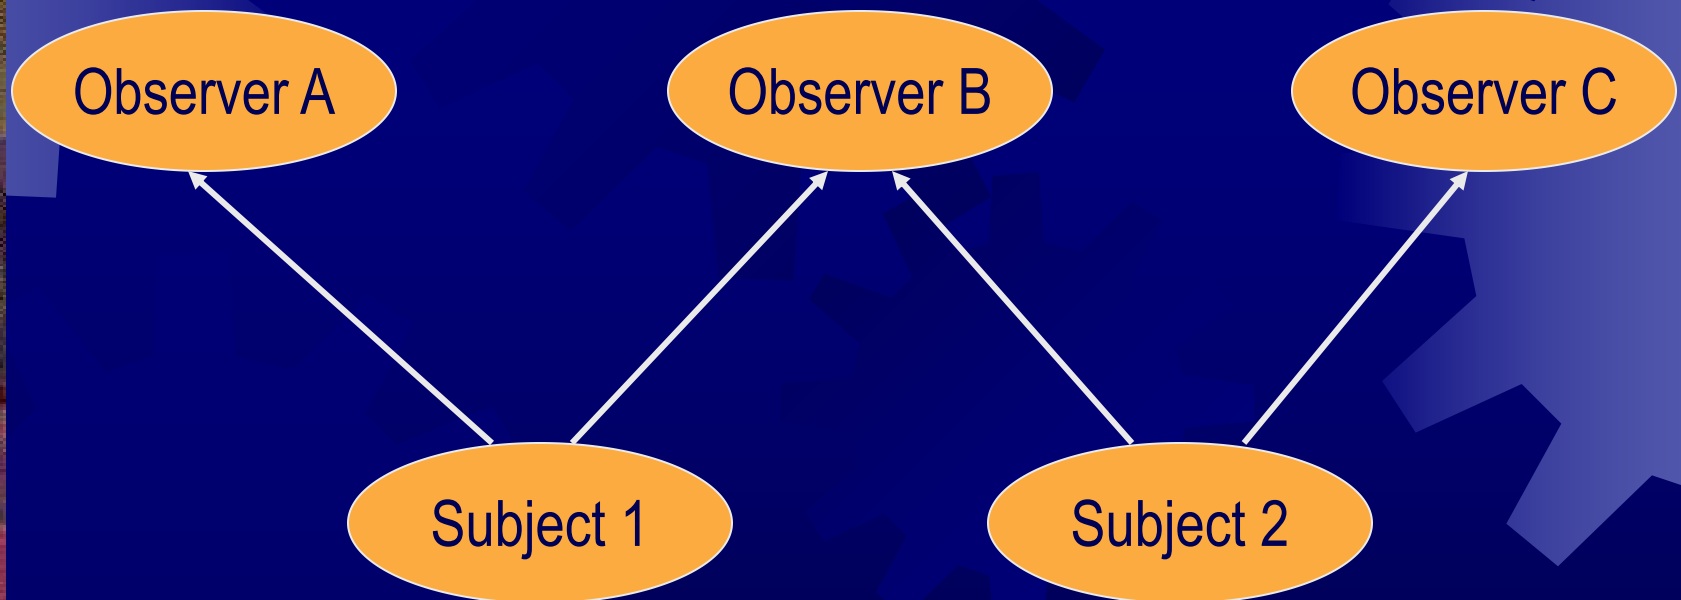 Observer A
Observer B
Observer C
Subject 1
Subject 2